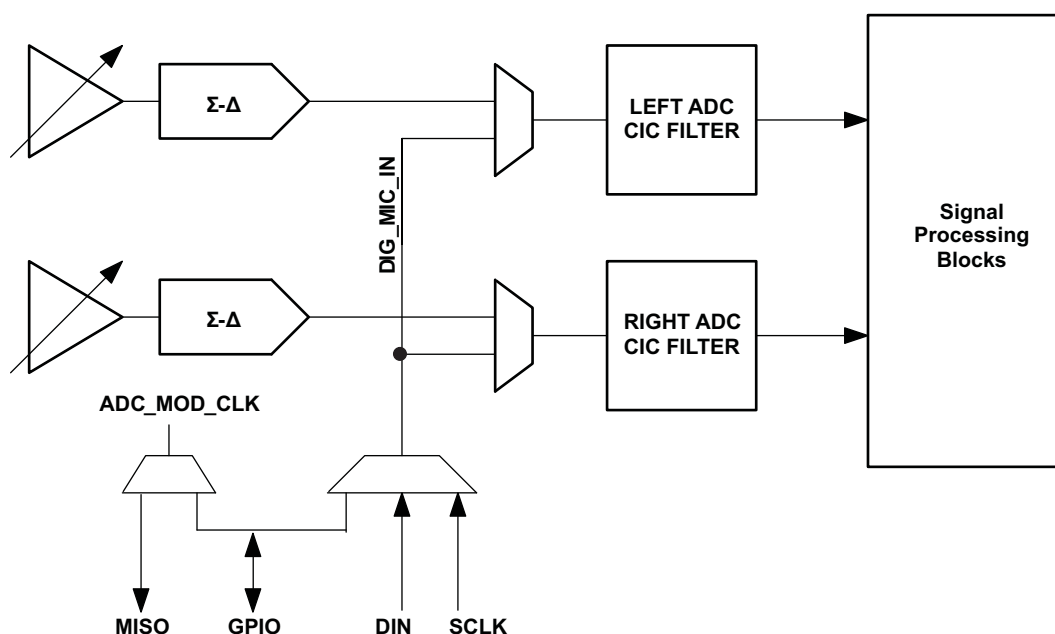 Σ-Δ
LEFT ADC
CIC FILTER
DIG_MIC_IN
Signal
Processing
Blocks
Σ-Δ
RIGHT ADC
CIC FILTER
ADC_MOD_CLK
MISO
GPIO
DIN
SCLK